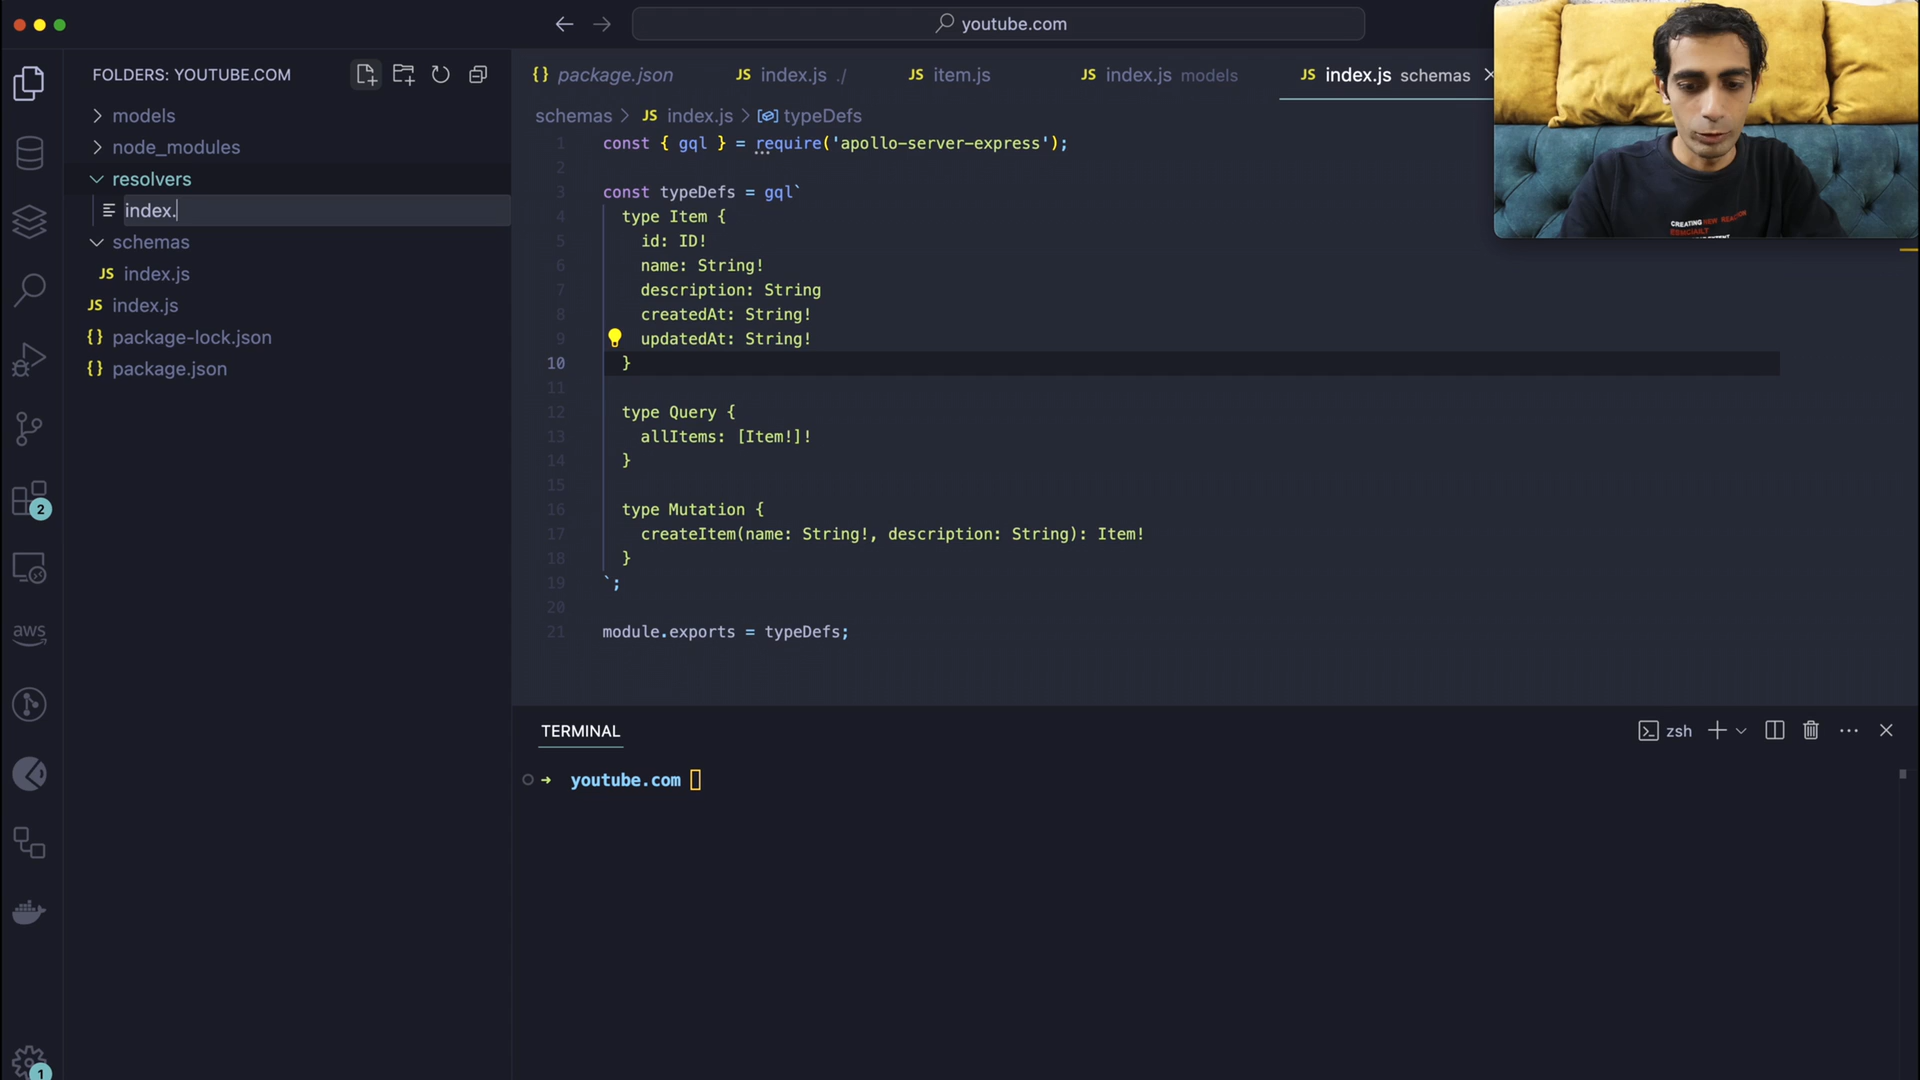 youtube.com
FOLDERS: YOUTUBE.COM
models
node_modules
resolvers
index.
schemas
JS index.js
JS index.js
{} package-lock.json
{} package.json
2
aws
1
{} package.json
JS index.js ./
JS item.js
JS index.js models
JS index.js schemas
schemas > JS index.js > typeDefs
1 const { gql } = require('apollo-server-express');
2
3 const typeDefs = gql`
4 type Item {
5 id: ID!
6 name: String!
7 description: String
8 createdAt: String!
9 updatedAt: String!
10 }
11
12 type Query {
13 allItems: [Item!]!
14 }
15
16 type Mutation {
17 createItem(name: String!, description: String): Item!
18 }
19 `;
20
21 module.exports = typeDefs;
CREATING NEW REACTION
TERMINAL
zsh
→ youtube.com